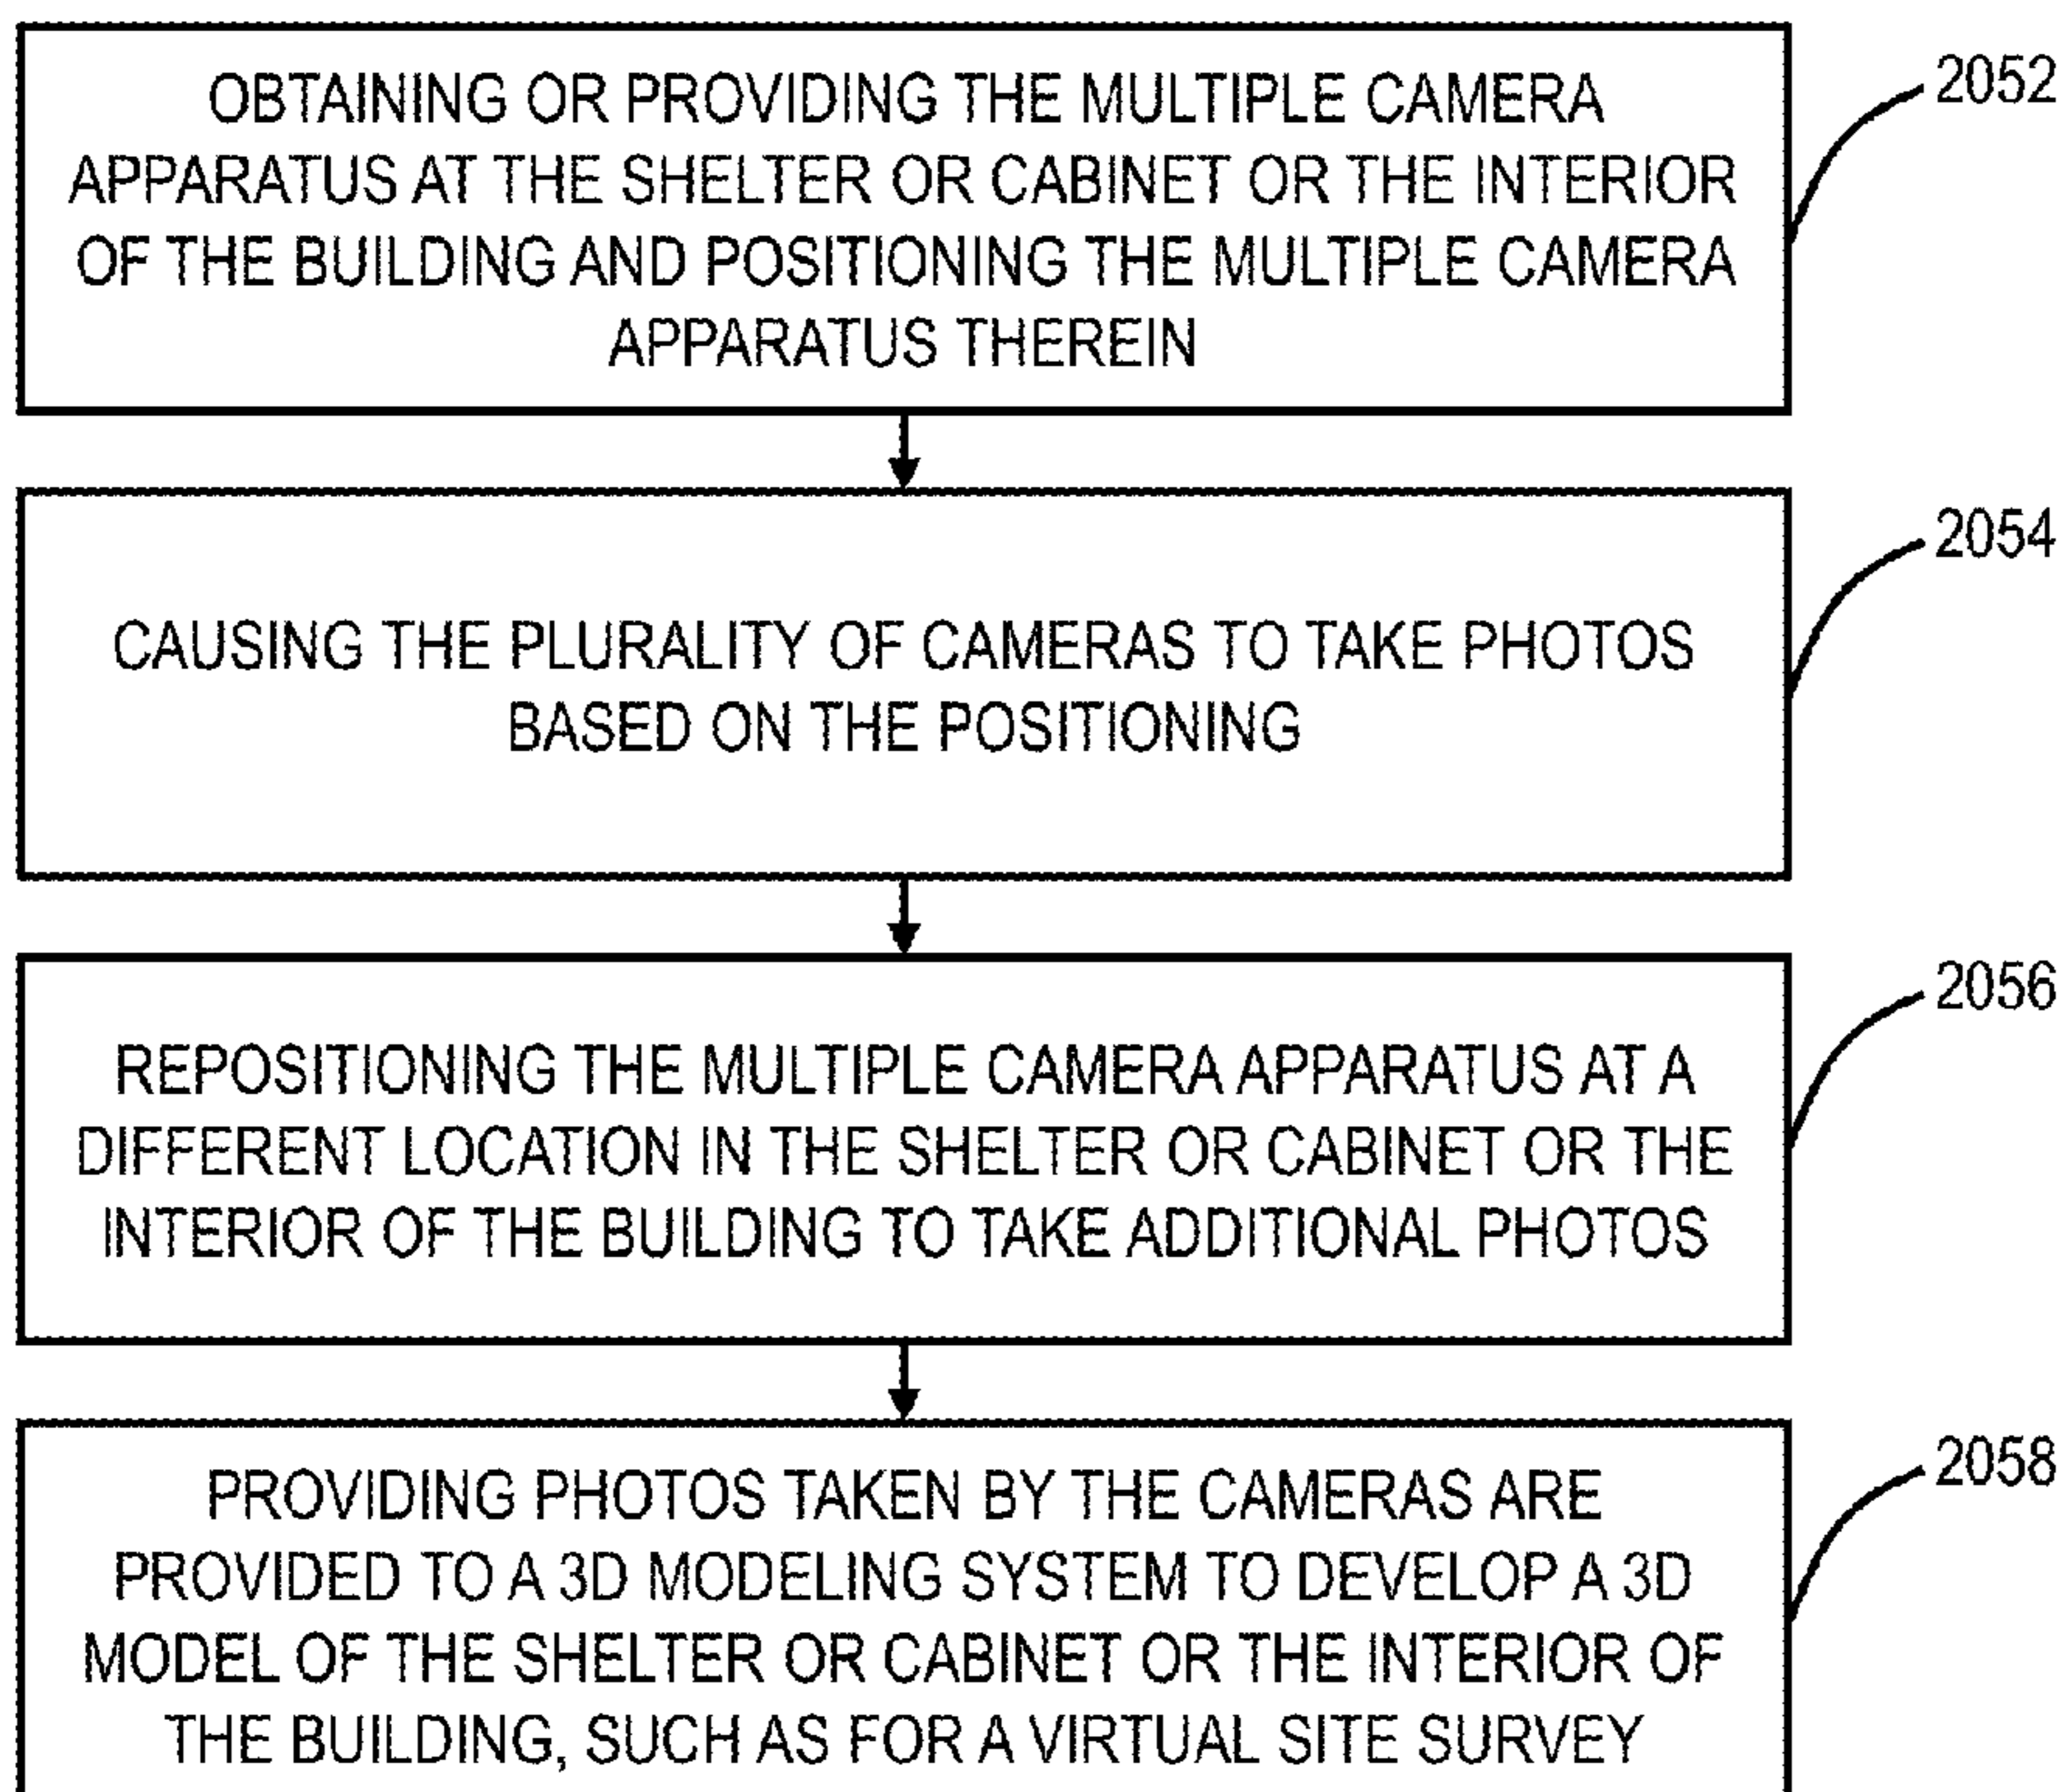 OBTAINING OR PROVIDING THE MULTIPLE CAMERA
APPARATUS AT THE SHELTER OR CABINET OR THE INTERIOR
OF THE BUILDING AND POSITIONING THE MULTIPLE CAMERA
APPARATUS THEREIN
2052
CAUSING THE PLURALITY OF CAMERAS TO TAKE PHOTOS
BASED ON THE POSITIONING
2054
REPOSITIONING THE MULTIPLE CAMERA APPARATUS AT A
DIFFERENT LOCATION IN THE SHELTER OR CABINET OR THE
INTERIOR OF THE BUILDING TO TAKE ADDITIONAL PHOTOS
2056
PROVIDING PHOTOS TAKEN BY THE CAMERAS ARE
PROVIDED TO A 3D MODELING SYSTEM TO DEVELOP A 3D
MODEL OF THE SHELTER OR CABINET OR THE INTERIOR OF
THE BUILDING, SUCH AS FOR A VIRTUAL SITE SURVEY
2058